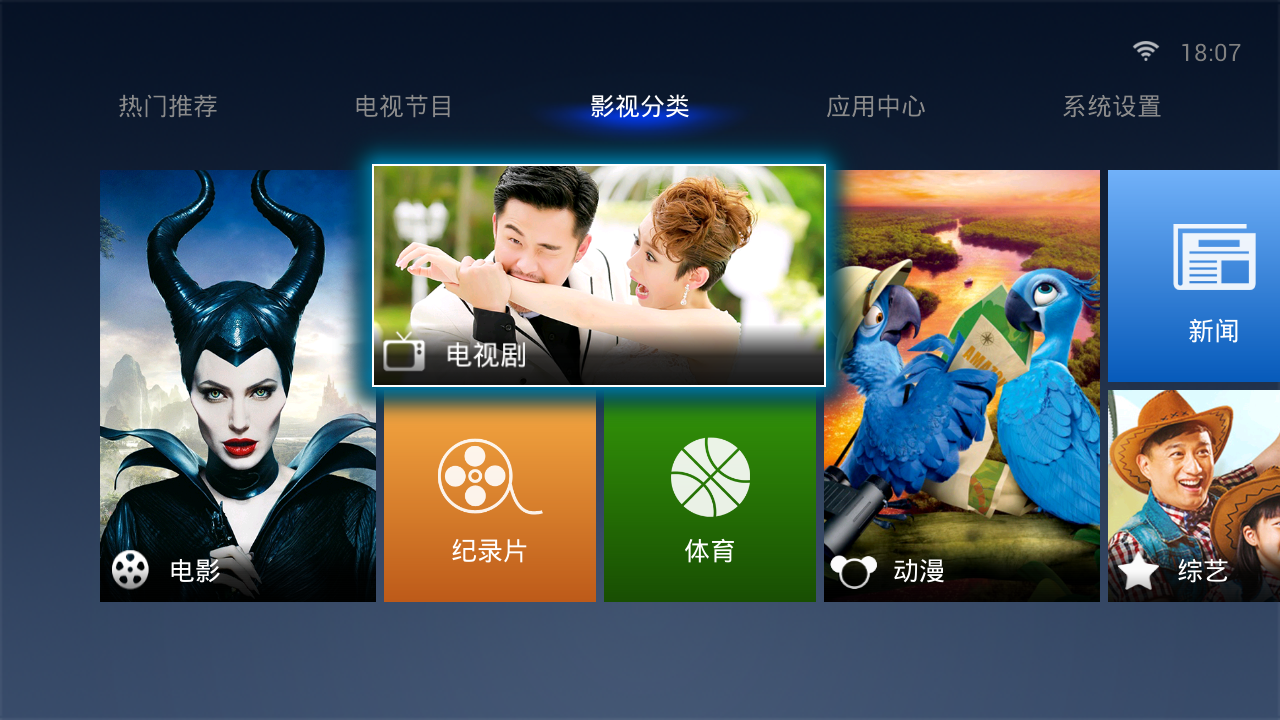 18:07
热门推荐
电视节目
影视分类
应用中心
系统设置
电视剧
新闻
纪录片
体育
电影
动漫
综艺